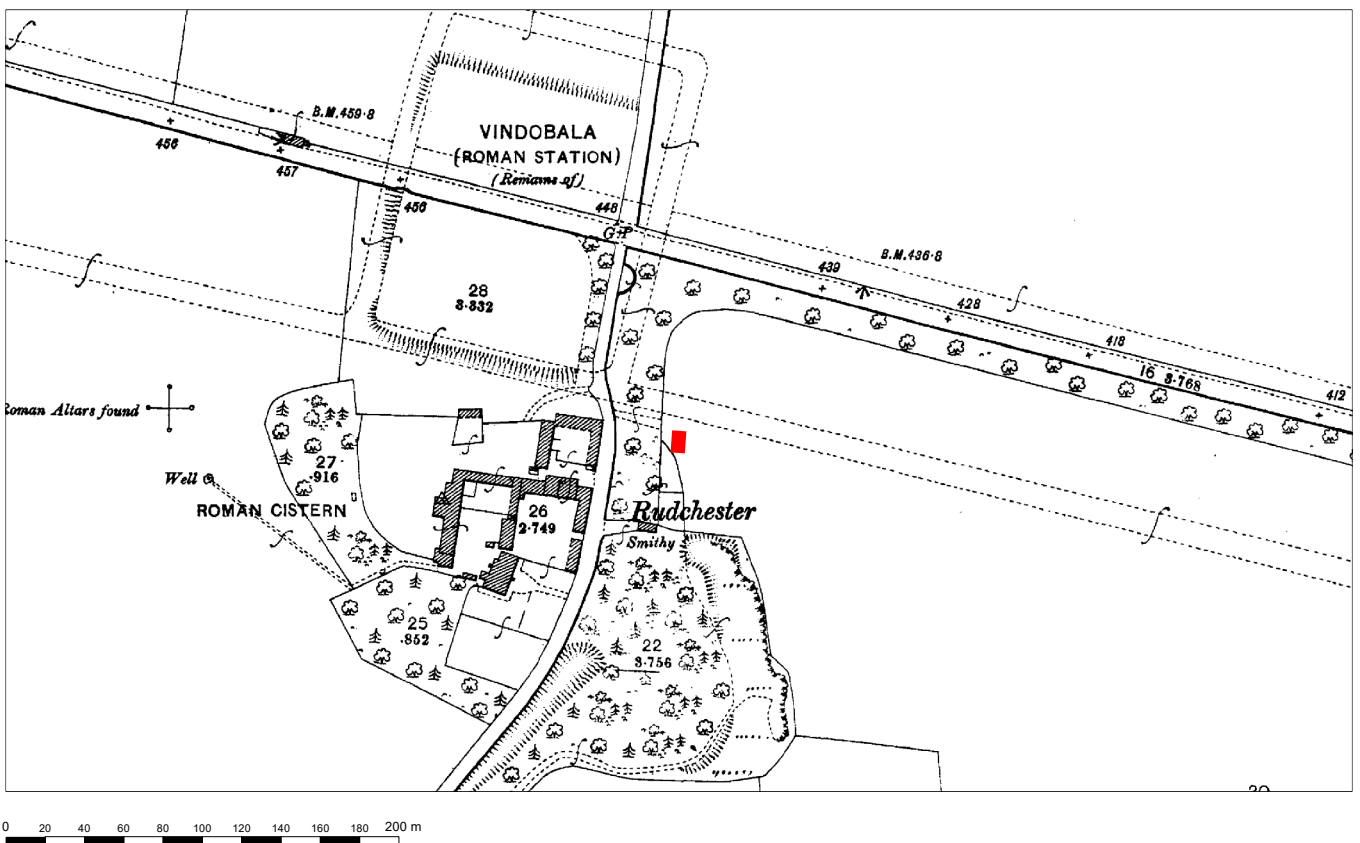 B.M.459·8
456
457
456
VINDOBALA
(ROMAN STATION)
(Remains of)
448
G.P
B.M.436·8
439
428
418
16 3·768
412
28
3·332
Roman Altars found
27
·916
Well
ROMAN CISTERN
26
2·749
Rudchester
Smithy
25
·852
22
3·756
0 20 40 60 80 100 120 140 160 180 200 m